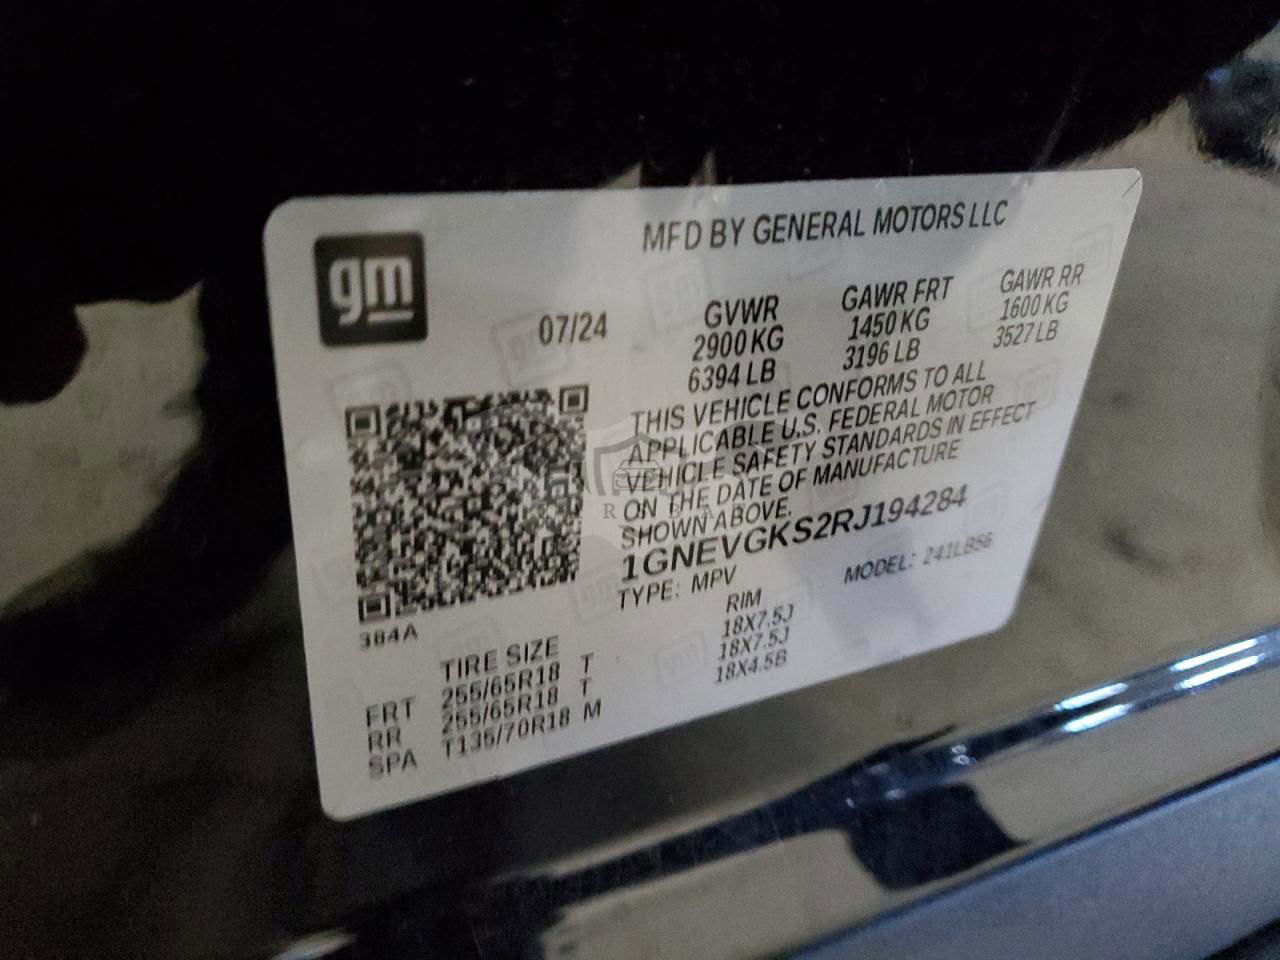 gm
MFD BY GENERAL MOTORS LLC
07/24
GVWR GAWR FRT GAWR RR
2900 KG 1450 KG 1600 KG
6394 LB 3196 LB 3527 LB
THIS VEHICLE CONFORMS TO ALL
APPLICABLE U.S. FEDERAL MOTOR
VEHICLE SAFETY STANDARDS IN EFFECT
ON THE DATE OF MANUFACTURE
SHOWN ABOVE.
1GNEVGKS2RJ194284
TYPE: MPV MODEL: 241LB56
384A
TIRE SIZE RIM
FRT 255/65R18 T 18X7.5J
RR 255/65R18 T 18X7.5J
SPA T135/70R18 M 18X4.5B